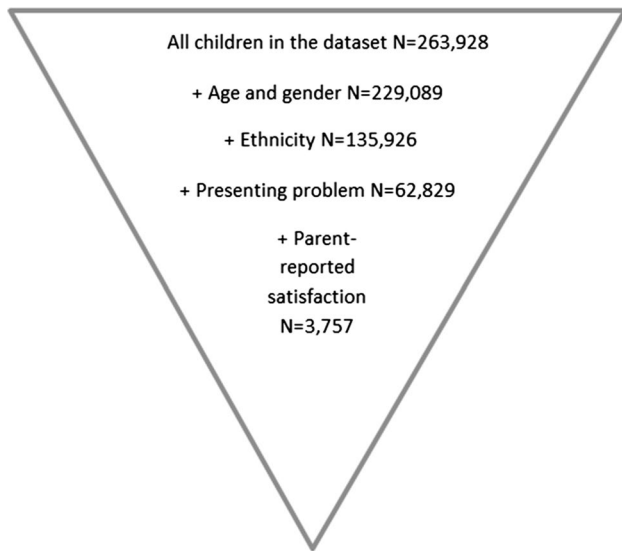 All children in the dataset N=263,928
+ Age and gender N=229,089
+ Ethnicity N=135,926
+ Presenting problem N=62,829
+ Parent-
reported
satisfaction
N=3,757